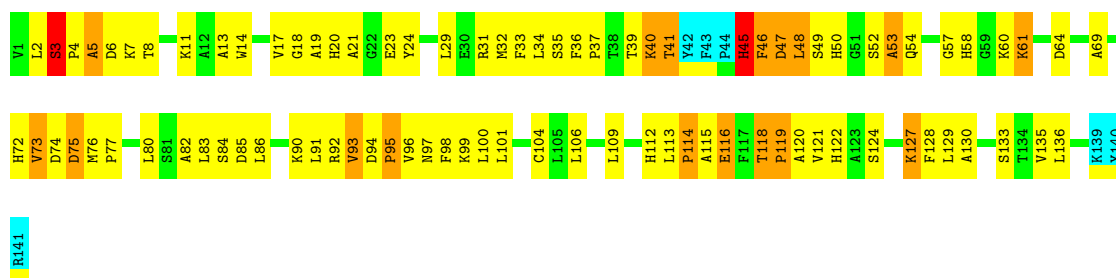 V1 L2 S3 P4 A5 D6 K7 T8 K11 A12 A13 W14 V17 G18 A19 H20 A21 G22 E23 Y24 L29 E30 R31 M32 F33 L34 S35 F36 P37 T38 T39 K40 T41 Y42 F43 P44 H45 F46 D47 L48 S49 H50 G51 S52 A53 Q54 G57 H58 G59 K60 K61 D64 A69
H72 V73 D74 D75 M76 P77 L80 S81 A82 L83 S84 D85 L86 K90 L91 R92 V93 D94 P95 V96 N97 F98 K99 L100 L101 C104 L105 L106 L109 H112 L113 P114 A115 E116 F117 T118 P119 A120 V121 H122 A123 S124 K127 F128 L129 A130 S133 T134 V135 L136 K139 Y140
R141